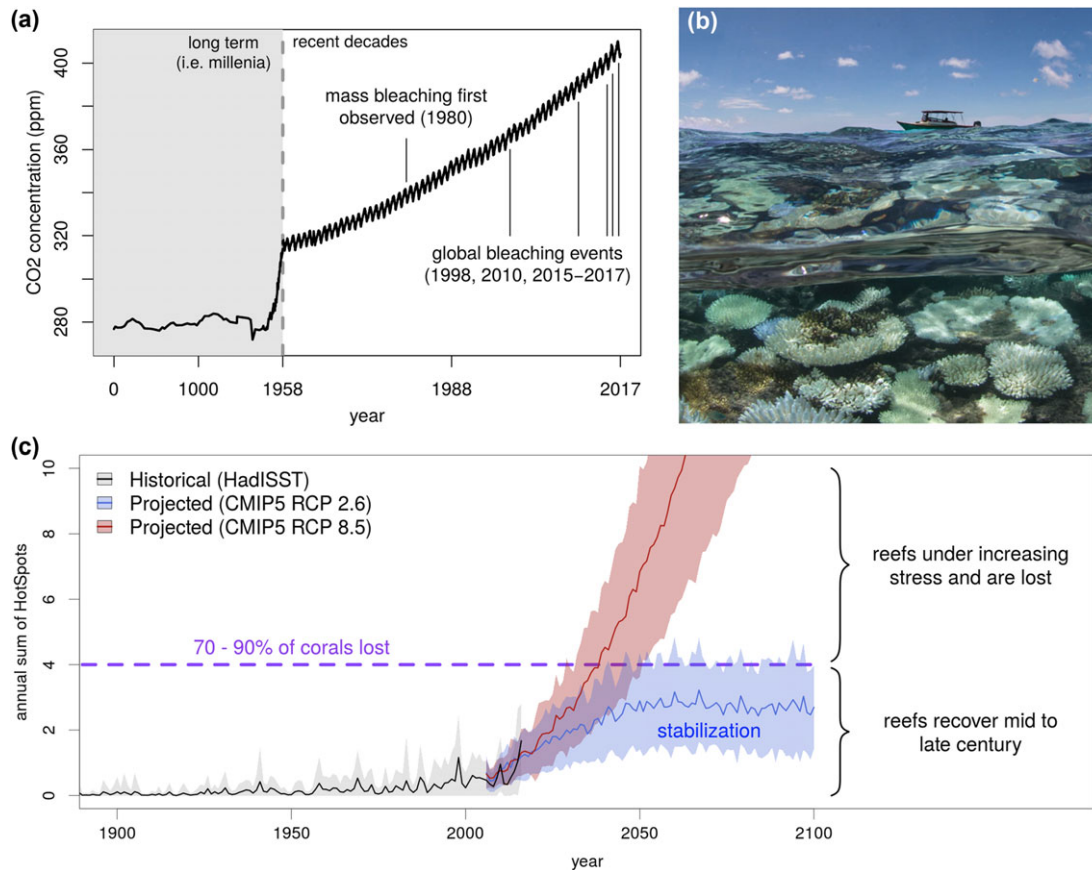 (a)
long term
(i.e. millenia)
recent decades
mass bleaching first
observed (1980)
global bleaching events
(1998, 2010, 2015−2017)
CO2 concentration (ppm)
400
360
320
280
0
1000
1958
1988
2017
year
(b)
(c)
Historical (HadISST)
Projected (CMIP5 RCP 2.6)
Projected (CMIP5 RCP 8.5)
70 - 90% of corals lost
stabilization
annual sum of HotSpots
10
8
6
4
2
0
1900
1950
2000
2050
2100
year
reefs under increasing
stress and are lost
reefs recover mid to
late century